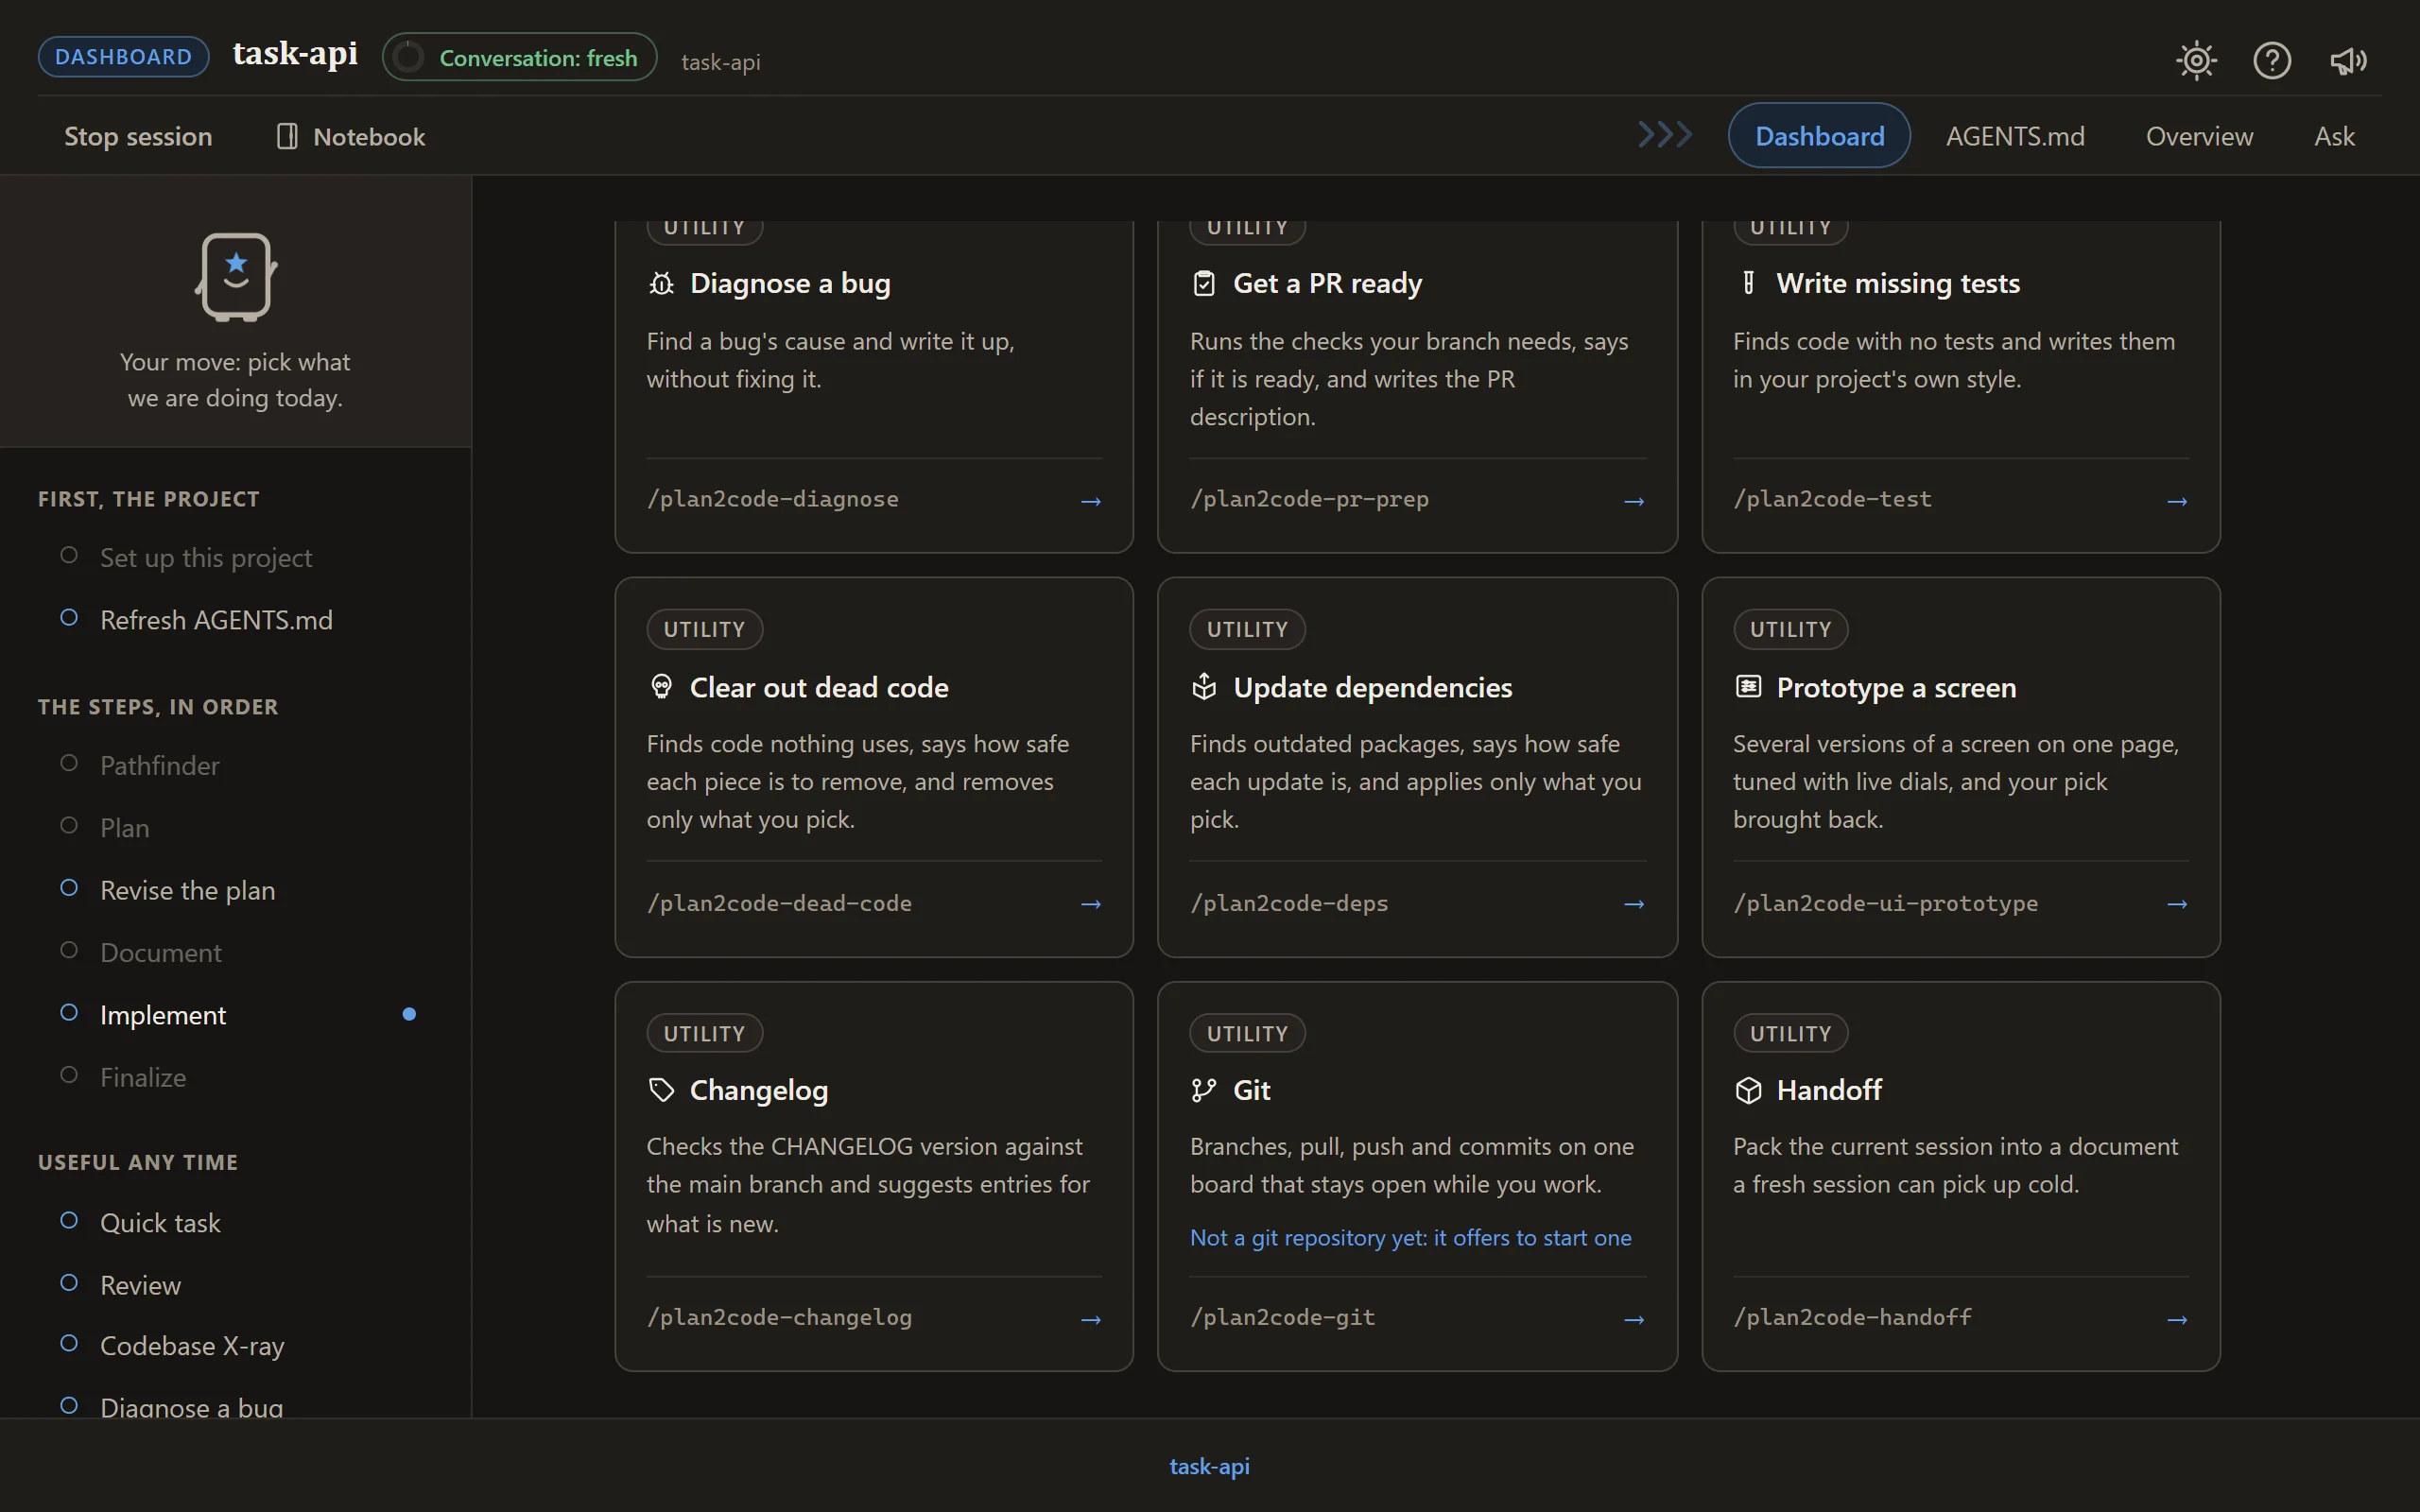 DASHBOARD task-api Conversation: fresh task-api
Stop session Notebook Dashboard AGENTS.md Overview Ask
Your move: pick what
we are doing today.
FIRST, THE PROJECT
Set up this project
Refresh AGENTS.md
THE STEPS, IN ORDER
Pathfinder
Plan
Revise the plan
Document
Implement
Finalize
USEFUL ANY TIME
Quick task
Review
Codebase X-ray
Diagnose a bug
UTILITY
Diagnose a bug
Find a bug's cause and write it up,
without fixing it.
/plan2code-diagnose →
UTILITY
Get a PR ready
Runs the checks your branch needs, says
if it is ready, and writes the PR
description.
/plan2code-pr-prep →
UTILITY
Write missing tests
Finds code with no tests and writes them
in your project's own style.
/plan2code-test →
UTILITY
Clear out dead code
Finds code nothing uses, says how safe
each piece is to remove, and removes
only what you pick.
/plan2code-dead-code →
UTILITY
Update dependencies
Finds outdated packages, says how safe
each update is, and applies only what you
pick.
/plan2code-deps →
UTILITY
Prototype a screen
Several versions of a screen on one page,
tuned with live dials, and your pick
brought back.
/plan2code-ui-prototype →
UTILITY
Changelog
Checks the CHANGELOG version against
the main branch and suggests entries for
what is new.
/plan2code-changelog →
UTILITY
Git
Branches, pull, push and commits on one
board that stays open while you work.
Not a git repository yet: it offers to start one
/plan2code-git →
UTILITY
Handoff
Pack the current session into a document
a fresh session can pick up cold.
/plan2code-handoff →
task-api